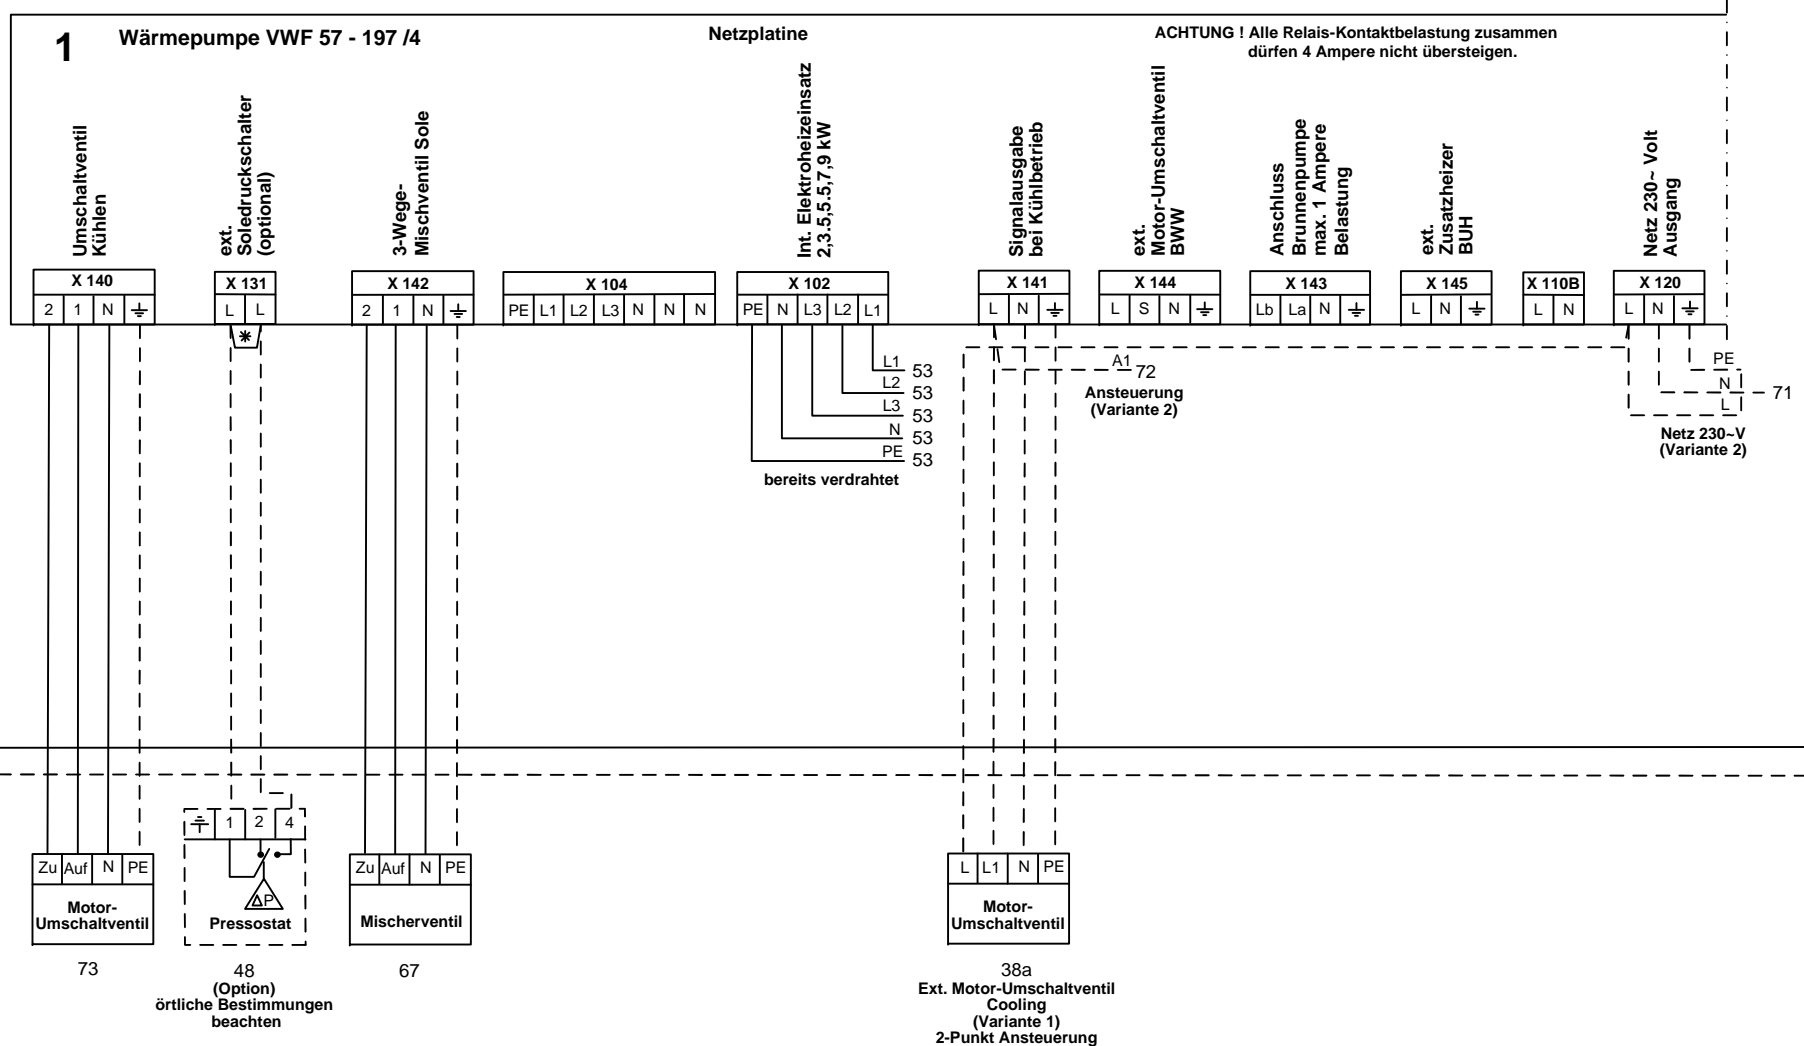 1
Wärmepumpe VWF 57 - 197 /4
Netzplatine
ACHTUNG ! Alle Relais-Kontaktbelastung zusammen
dürfen 4 Ampere nicht übersteigen.
Umschaltventil
Kühlen
ext.
Soledruckschalter
(optional)
3-Wege-
Mischventil Sole
Int. Elektroheizeinsatz
2,3.5,5.5,7,9 kW
Signalausgabe
bei Kühlbetrieb
ext.
Motor-Umschaltventil
BWW
Anschluss
Brunnenpumpe
max. 1 Ampere
Belastung
ext.
Zusatzheizer
BUH
Netz 230~ Volt
Ausgang
X 140
2 1 N
X 131
L L
*
X 142
2 1 N
X 104
PE L1 L2 L3 N N N
X 102
PE N L3 L2 L1
X 141
L N
X 144
L S N
X 143
Lb La N
X 145
L N
X 110B
L N
X 120
L N
L1 53
L2 53
L3 53
N 53
PE 53
bereits verdrahtet
A1 72
Ansteuerung
(Variante 2)
PE
N 71
L
Netz 230~V
(Variante 2)
Zu Auf N PE
Motor-
Umschaltventil
73
1 2 4
ΔP
Pressostat
48
(Option)
örtliche Bestimmungen
beachten
Zu Auf N PE
Mischerventil
67
L L1 N PE
Motor-
Umschaltventil
38a
Ext. Motor-Umschaltventil
Cooling
(Variante 1)
2-Punkt Ansteuerung